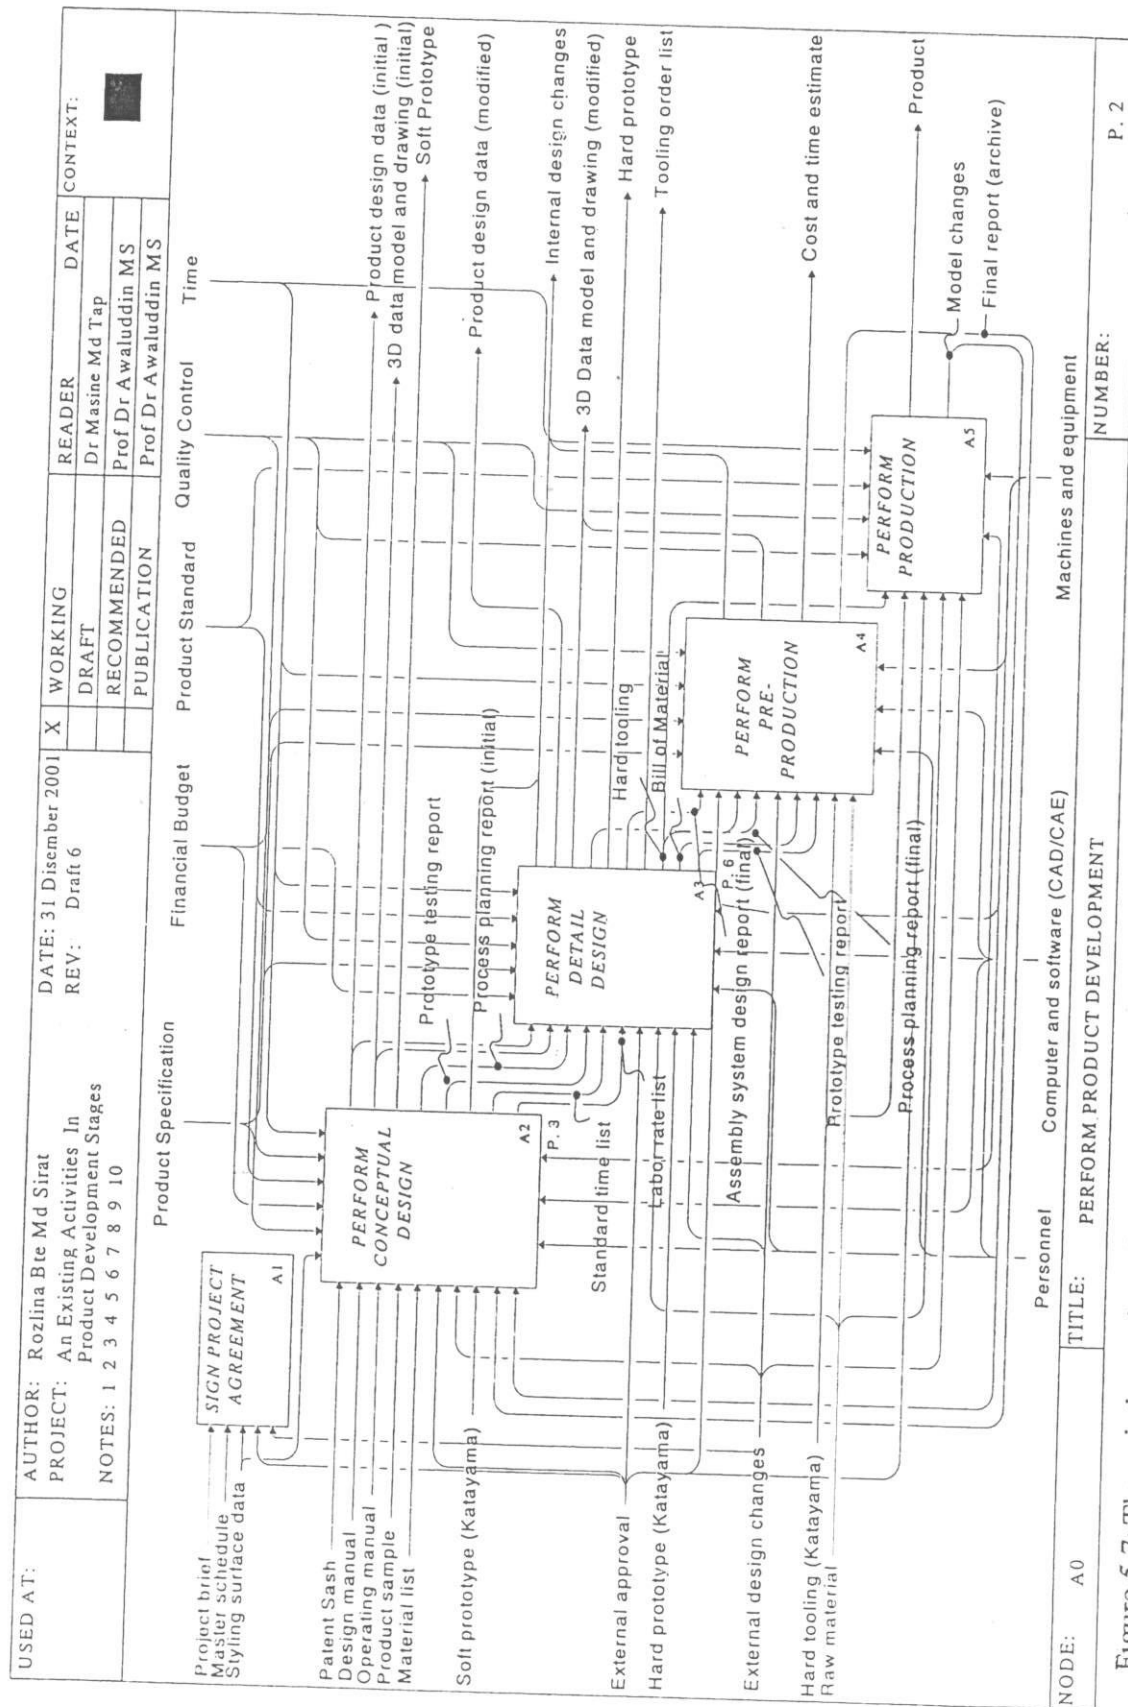 USED AT:
AUTHOR: Rozlina Bte Md Sirat
PROJECT: An Existing Activities In
Product Development Stages
NOTES: 1 2 3 4 5 6 7 8 9 10
DATE: 31 Disember 2001
REV: Draft 6
X WORKING
DRAFT
RECOMMENDED
PUBLICATION
READER DATE
Dr Masine Md Tap
Prof Dr Awaluddin MS
Prof Dr Awaluddin MS
CONTEXT:
Product Specification
Financial Budget
Product Standard
Quality Control
Time
Project brief
Master schedule
Styling surface data
SIGN PROJECT
AGREEMENT
A1
Patent Sash
Design manual
Operating manual
Product sample
Material list
Soft prototype (Katayama)
External approval
Hard prototype (Katayama)
External design changes
Hard tooling (Katayama)
Raw material
PERFORM
CONCEPTUAL
DESIGN
A2
P. 3
Prototype testing report
Process planning report (initial)
Standard time list
Labor rate list
PERFORM
DETAIL
DESIGN
A3
P. 6
Hard tooling
Bill of Material
Assembly system design report (final)
Prototype testing report
Process planning report (final)
PERFORM
PRE-
PRODUCTION
A4
PERFORM
PRODUCTION
A5
Product design data (initial )
3D data model and drawing (initial)
Soft Prototype
Product design data (modified)
Internal design changes
3D Data model and drawing (modified)
Hard prototype
Tooling order list
Cost and time estimate
Product
Model changes
Final report (archive)
Personnel
Computer and software (CAD/CAE)
Machines and equipment
NODE: A0
TITLE: PERFORM PRODUCT DEVELOPMENT
NUMBER:
P. 2